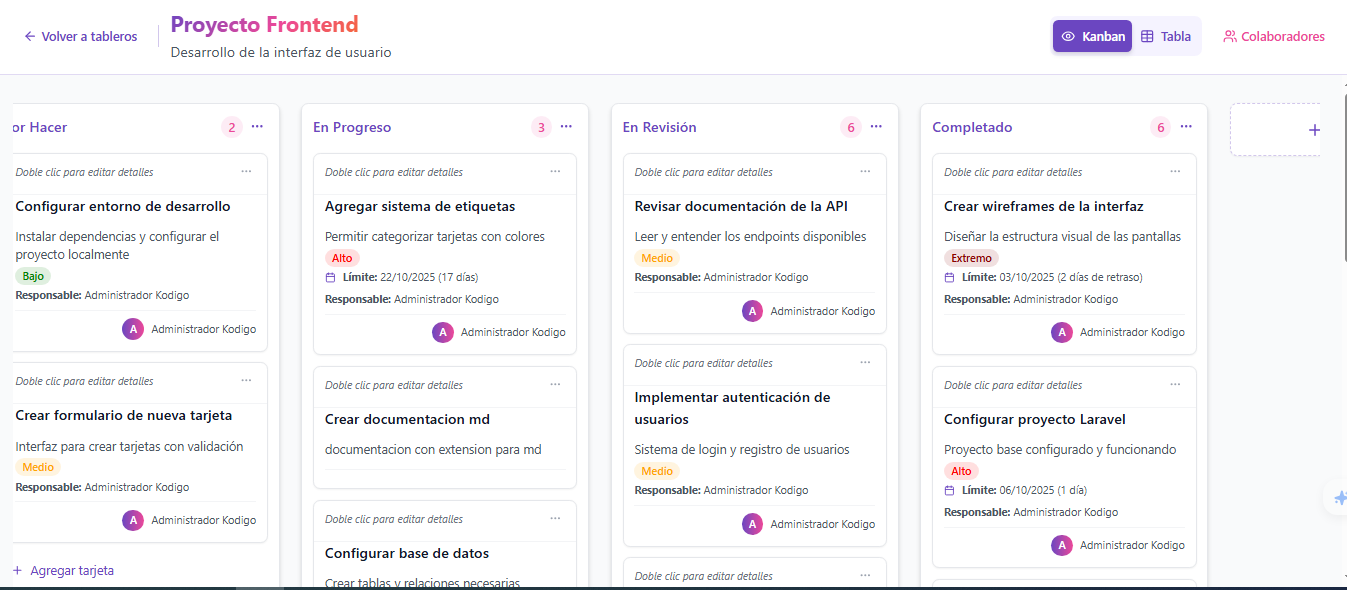 Volver a tableros
Proyecto Frontend
Desarrollo de la interfaz de usuario
Kanban
Tabla
Colaboradores
or Hacer
2
Doble clic para editar detalles
Configurar entorno de desarrollo
Instalar dependencias y configurar el
proyecto localmente
Bajo
Responsable: Administrador Kodigo
A Administrador Kodigo
Doble clic para editar detalles
Crear formulario de nueva tarjeta
Interfaz para crear tarjetas con validación
Medio
Responsable: Administrador Kodigo
A Administrador Kodigo
+ Agregar tarjeta
En Progreso
3
Doble clic para editar detalles
Agregar sistema de etiquetas
Permitir categorizar tarjetas con colores
Alto
Límite: 22/10/2025 (17 días)
Responsable: Administrador Kodigo
A Administrador Kodigo
Doble clic para editar detalles
Crear documentacion md
documentacion con extension para md
Doble clic para editar detalles
Configurar base de datos
Crear tablas y relaciones necesarias
En Revisión
6
Doble clic para editar detalles
Revisar documentación de la API
Leer y entender los endpoints disponibles
Medio
Responsable: Administrador Kodigo
A Administrador Kodigo
Doble clic para editar detalles
Implementar autenticación de
usuarios
Sistema de login y registro de usuarios
Medio
Responsable: Administrador Kodigo
A Administrador Kodigo
Doble clic para editar detalles
Completado
6
Doble clic para editar detalles
Crear wireframes de la interfaz
Diseñar la estructura visual de las pantallas
Extremo
Límite: 03/10/2025 (2 días de retraso)
Responsable: Administrador Kodigo
A Administrador Kodigo
Doble clic para editar detalles
Configurar proyecto Laravel
Proyecto base configurado y funcionando
Alto
Límite: 06/10/2025 (1 día)
Responsable: Administrador Kodigo
A Administrador Kodigo